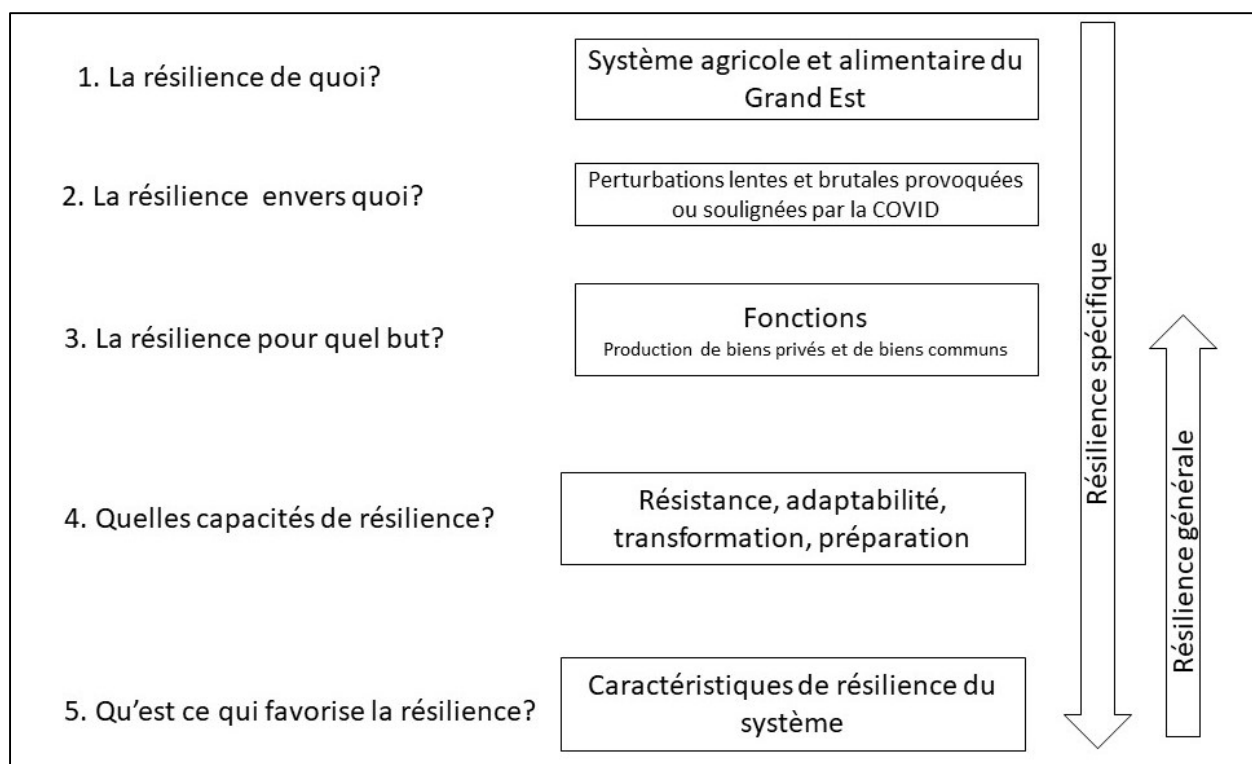 1. La résilience de quoi?
Système agricole et alimentaire du
Grand Est
2. La résilience envers quoi?
Perturbations lentes et brutales provoquées
ou soulignées par la COVID
3. La résilience pour quel but?
Fonctions
Production de biens privés et de biens communs
4. Quelles capacités de résilience?
Résistance, adaptabilité,
transformation, préparation
5. Qu’est ce qui favorise la résilience?
Caractéristiques de résilience du
système
Résilience spécifique
Résilience générale